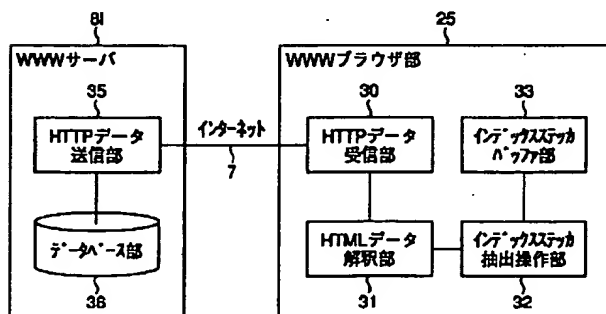 81
25
WWWサーバ
WWWブラウザ部
35
30
33
HTTPデータ
送信部
インターネット
7
HTTPデータ
受信部
インデックスステッカ
バッファ部
データベース部
HTMLデータ
解釈部
インデックスステッカ
抽出操作部
36
31
32